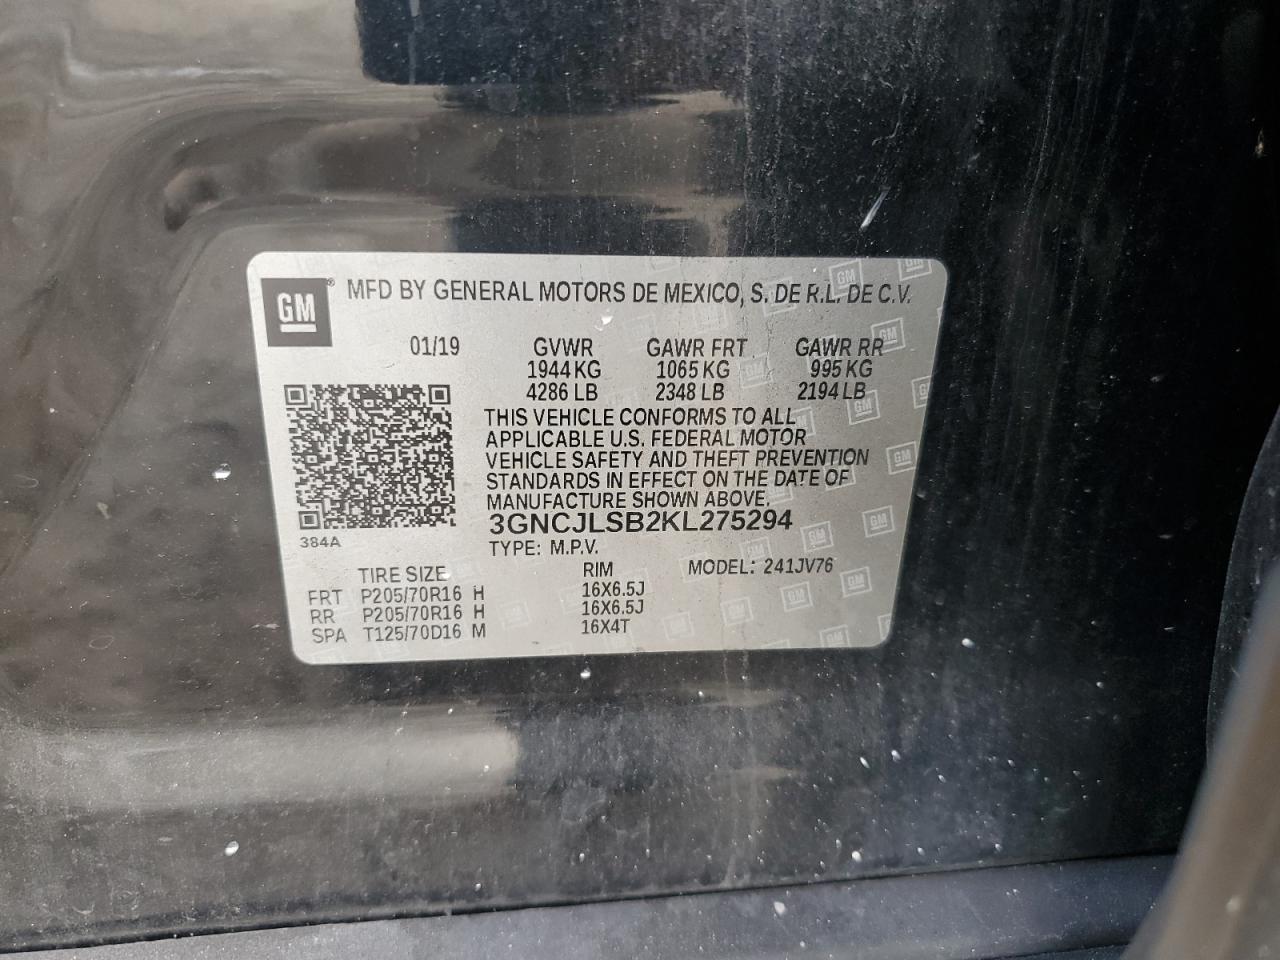 GM ® MFD BY GENERAL MOTORS DE MEXICO, S. DE R.L. DE C.V.
01/19 GVWR GAWR FRT GAWR RR
1944 KG 1065 KG 995 KG
4286 LB 2348 LB 2194 LB
THIS VEHICLE CONFORMS TO ALL
APPLICABLE U.S. FEDERAL MOTOR
VEHICLE SAFETY AND THEFT PREVENTION
STANDARDS IN EFFECT ON THE DATE OF
MANUFACTURE SHOWN ABOVE.
3GNCJLSB2KL275294
384A
TYPE: M.P.V.
TIRE SIZE RIM MODEL: 241JV76
FRT P205/70R16 H 16X6.5J
RR P205/70R16 H 16X6.5J
SPA T125/70D16 M 16X4T